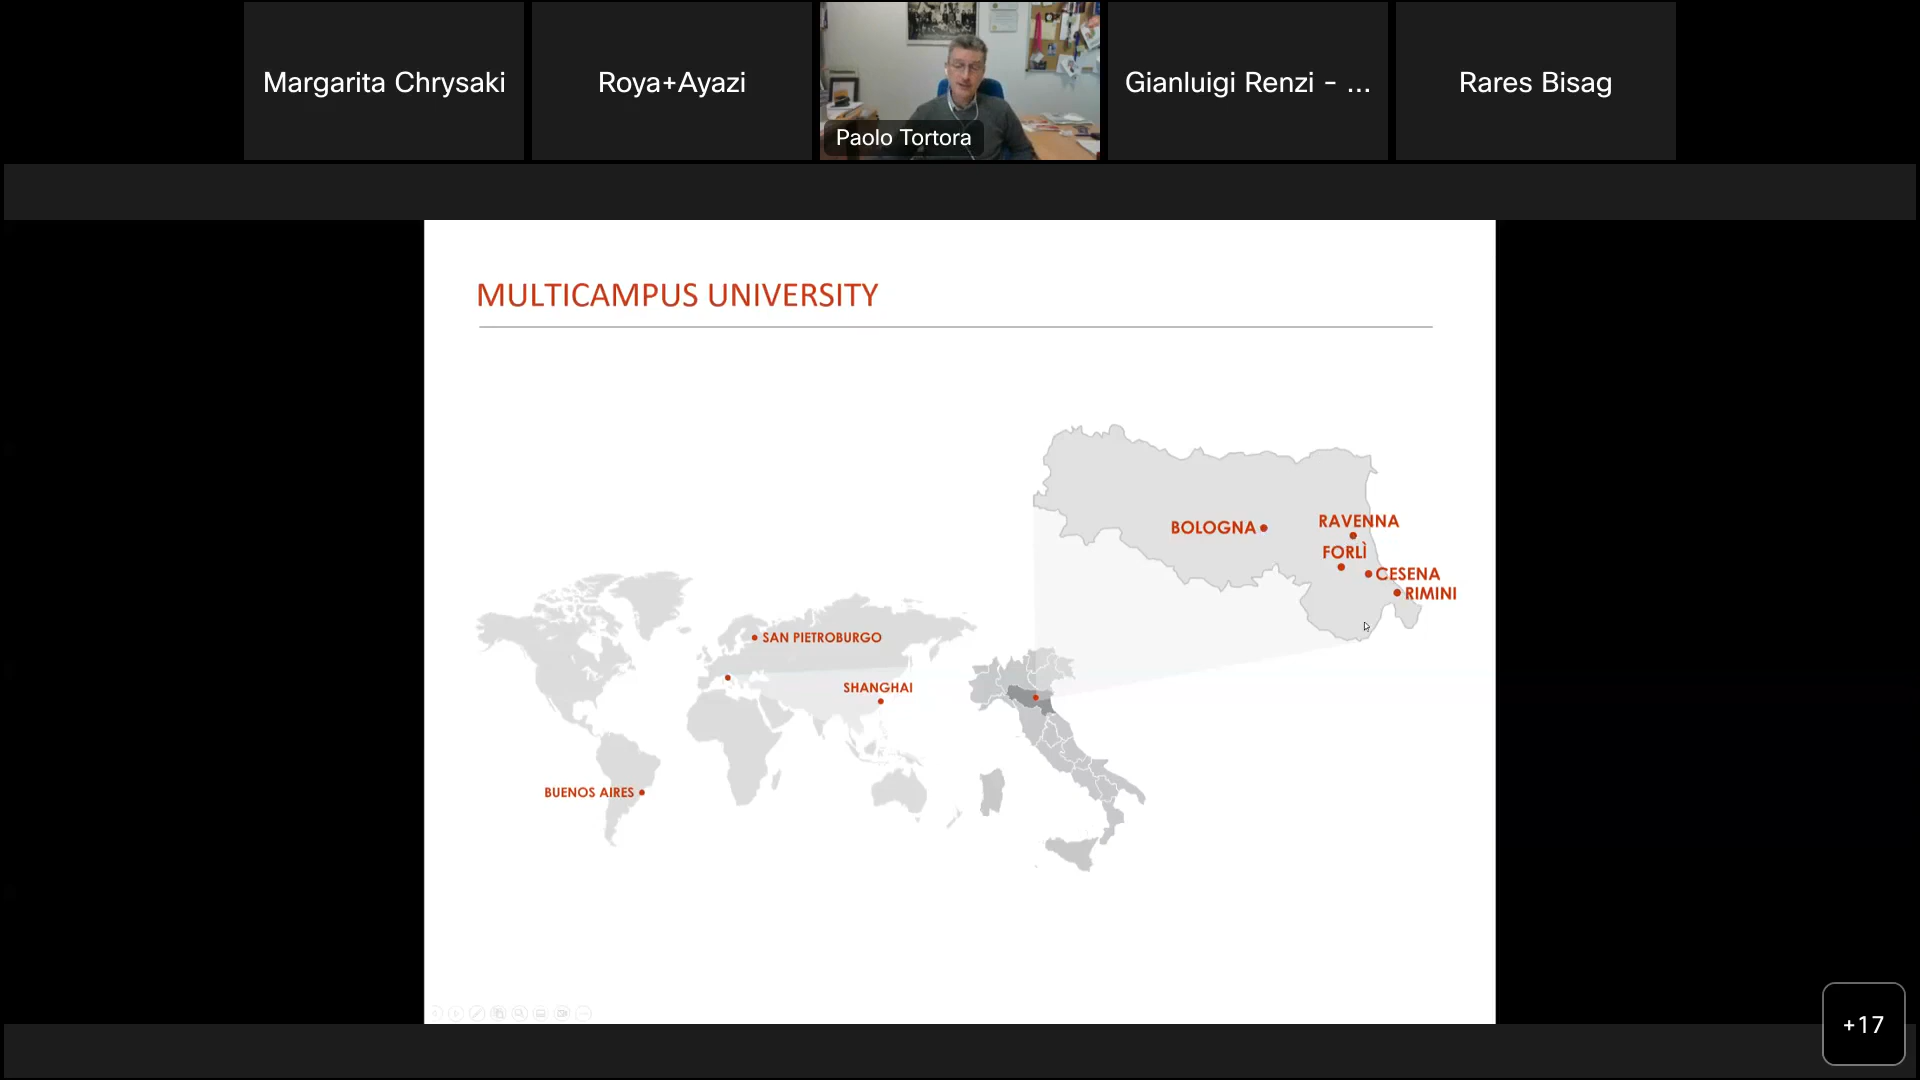 Margarita Chrysaki
Roya+Ayazi
Paolo Tortora
Gianluigi Renzi - ...
Rares Bisag
MULTICAMPUS UNIVERSITY
BOLOGNA
RAVENNA
FORLÌ
CESENA
RIMINI
SAN PIETROBURGO
SHANGHAI
BUENOS AIRES
+17